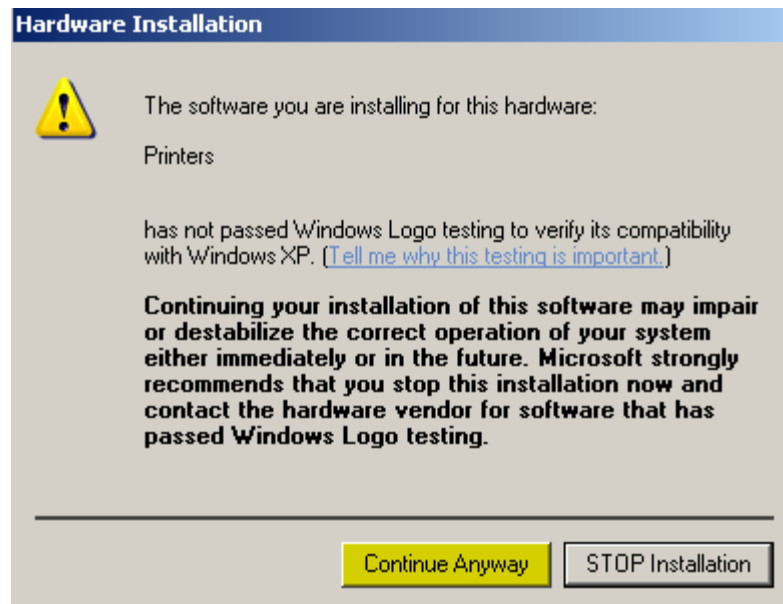 Hardware Installation
The software you are installing for this hardware:
Printers
has not passed Windows Logo testing to verify its compatibility
with Windows XP. (Tell me why this testing is important.)
Continuing your installation of this software may impair
or destabilize the correct operation of your system
either immediately or in the future. Microsoft strongly
recommends that you stop this installation now and
contact the hardware vendor for software that has
passed Windows Logo testing.
Continue Anyway
STOP Installation